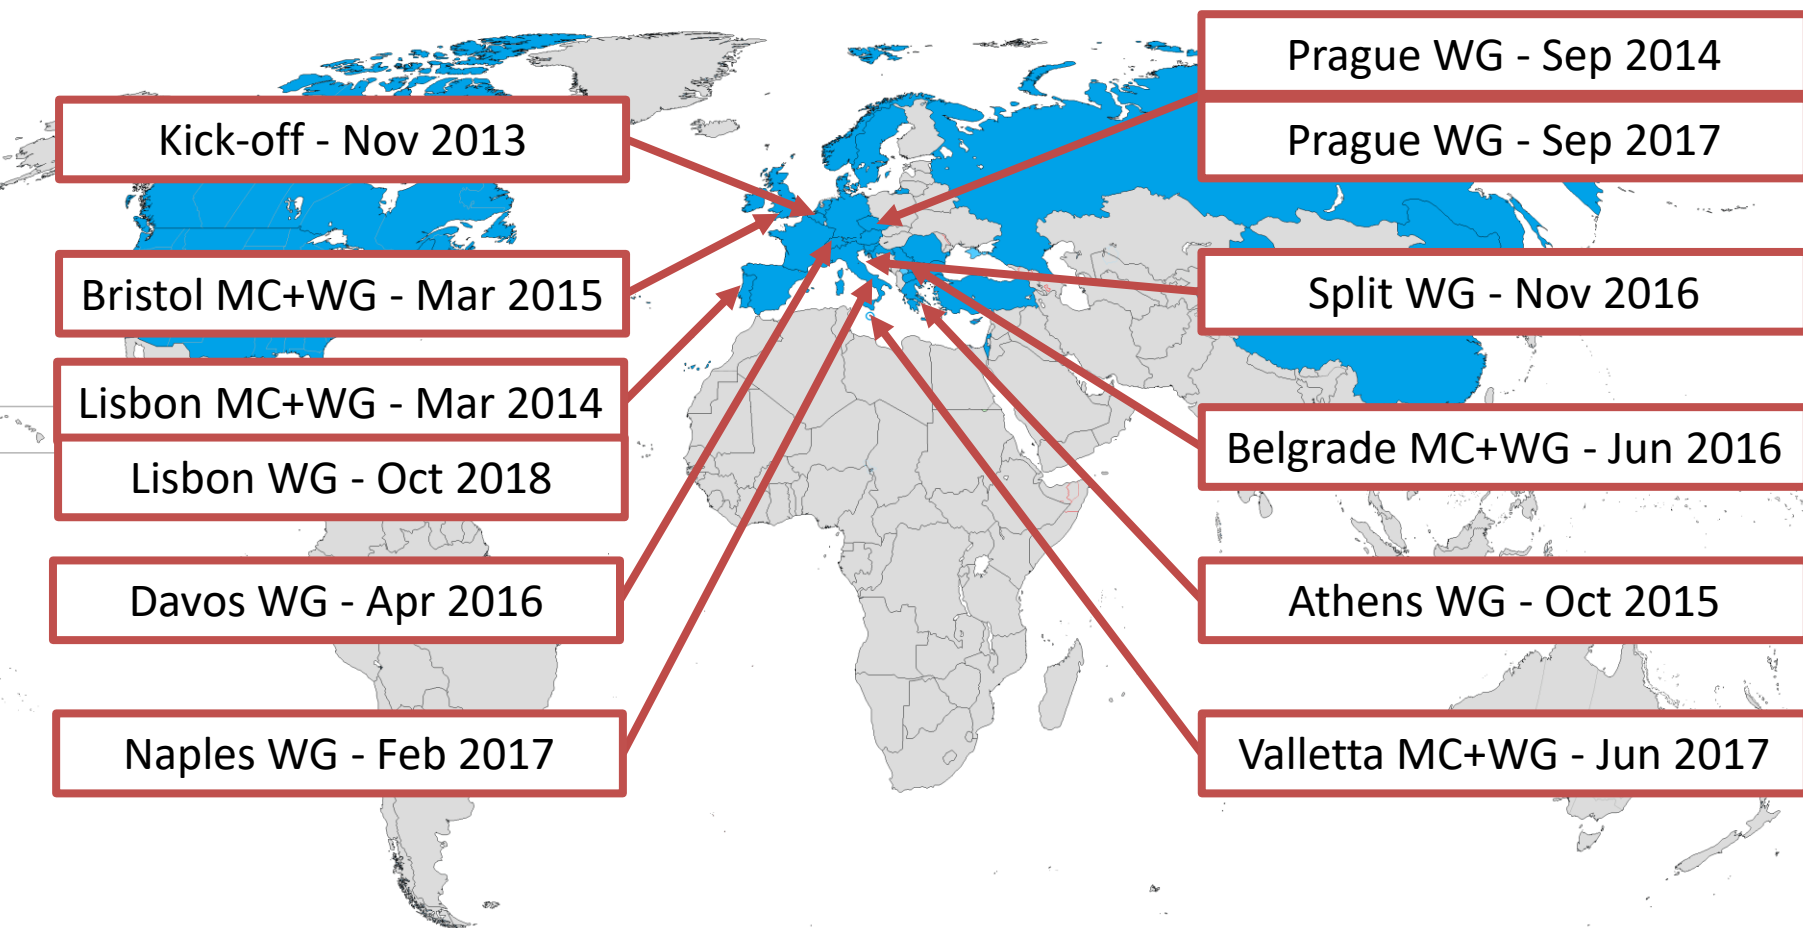 Kick-off - Nov 2013
Bristol MC+WG - Mar 2015
Lisbon MC+WG - Mar 2014
Lisbon WG - Oct 2018
Davos WG - Apr 2016
Naples WG - Feb 2017
Prague WG - Sep 2014
Prague WG - Sep 2017
Split WG - Nov 2016
Belgrade MC+WG - Jun 2016
Athens WG - Oct 2015
Valletta MC+WG - Jun 2017